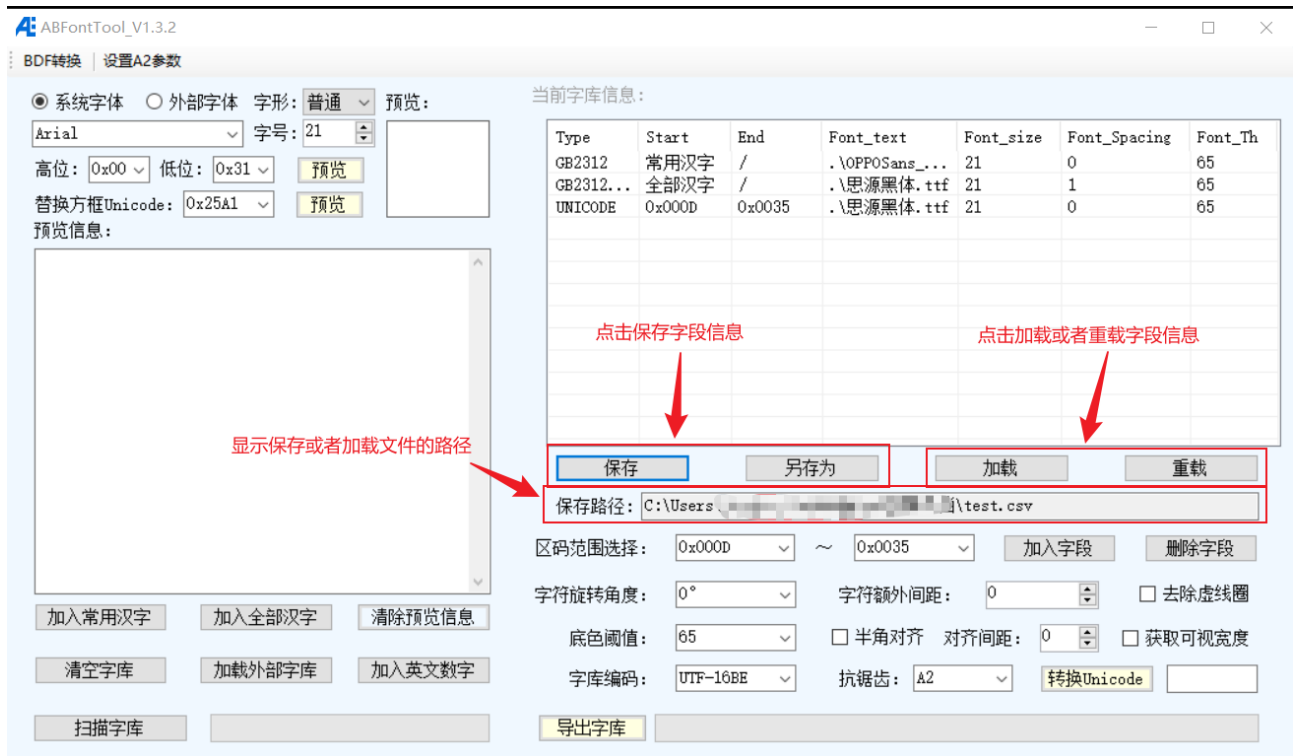 ABFontTool_V1.3.2
BDF转换 设置A2参数
系统字体 外部字体 字形: 普通 预览:
Arial 字号: 21
高位: 0x00 低位: 0x31 预览
替换方框Unicode: 0x25A1 预览
预览信息:
加入常用汉字 加入全部汉字 清除预览信息
清空字库 加载外部字库 加入英文数字
扫描字库
当前字库信息:
Type Start End Font_text Font_size Font_Spacing Font_Th
GB2312 常用汉字 / .\OPPOSans_... 21 0 65
GB2312... 全部汉字 / .\思源黑体.ttf 21 1 65
UNICODE 0x000D 0x0035 .\思源黑体.ttf 21 0 65
点击保存字段信息
点击加载或者重载字段信息
显示保存或者加载文件的路径
保存 另存为 加载 重载
保存路径: C:\Users \test.csv
区码范围选择: 0x000D ~ 0x0035 加入字段 删除字段
字符旋转角度: 0° 字符额外间距: 0 去除虚线圈
底色阈值: 65 半角对齐 对齐间距: 0 获取可视宽度
字库编码: UTF-16BE 抗锯齿: A2 转换Unicode
导出字库